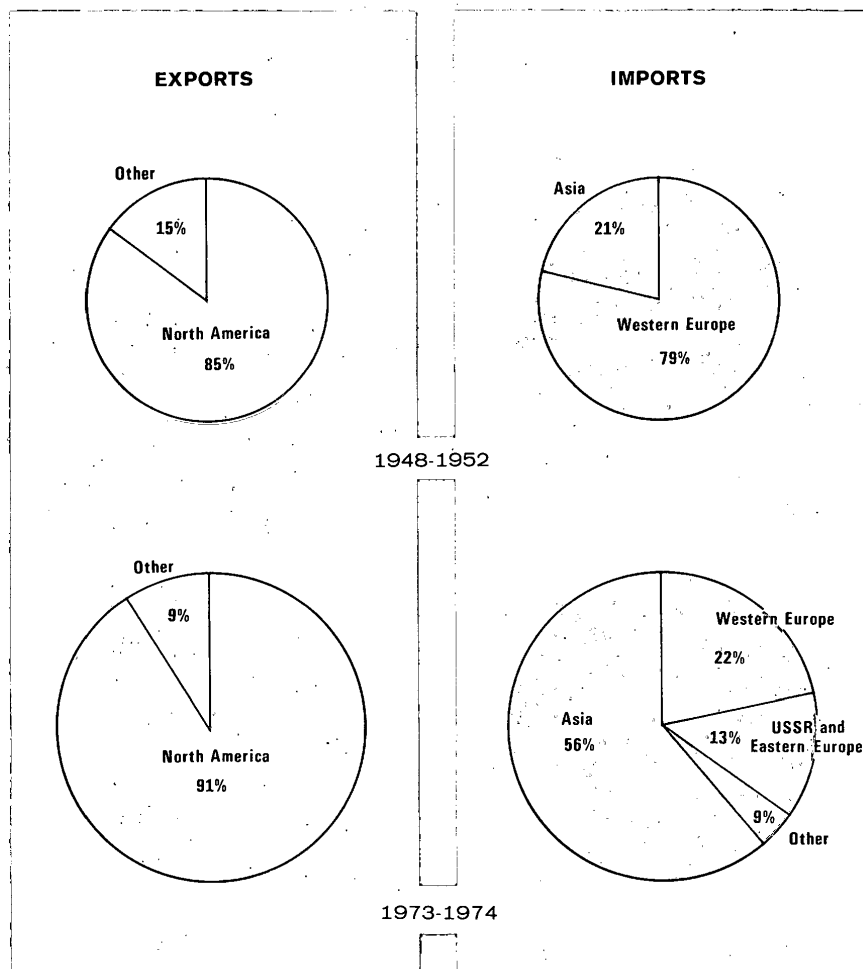 EXPORTS
Other
15%
North America
85%
IMPORTS
Asia
21%
Western Europe
79%
1948-1952
Other
9%
North America
91%
Western Europe
22%
Asia
56%
13%
USSR and
Eastern Europe
9%
Other
1973-1974